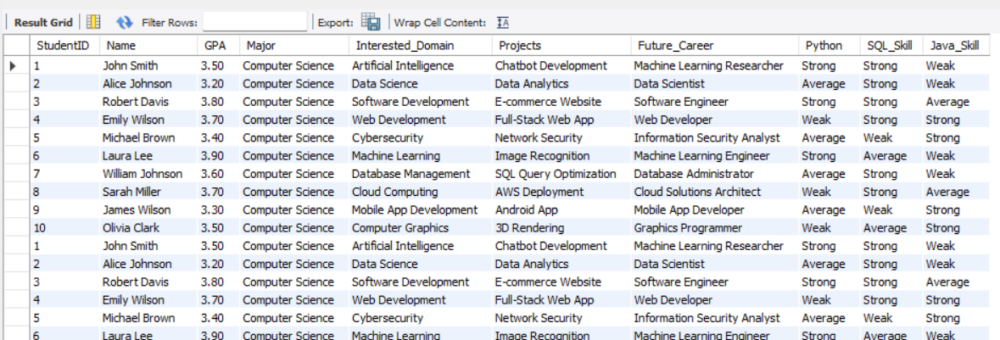 Result Grid Filter Rows: Export: Wrap Cell Content: IA
StudentID Name GPA Major Interested_Domain Projects Future_Career Python SQL_Skill Java_Skill
1 John Smith 3.50 Computer Science Artificial Intelligence Chatbot Development Machine Learning Researcher Strong Strong Weak
2 Alice Johnson 3.20 Computer Science Data Science Data Analytics Data Scientist Average Strong Weak
3 Robert Davis 3.80 Computer Science Software Development E-commerce Website Software Engineer Strong Strong Average
4 Emily Wilson 3.70 Computer Science Web Development Full-Stack Web App Web Developer Weak Strong Strong
5 Michael Brown 3.40 Computer Science Cybersecurity Network Security Information Security Analyst Average Weak Strong
6 Laura Lee 3.90 Computer Science Machine Learning Image Recognition Machine Learning Engineer Strong Average Weak
7 William Johnson 3.60 Computer Science Database Management SQL Query Optimization Database Administrator Average Strong Weak
8 Sarah Miller 3.70 Computer Science Cloud Computing AWS Deployment Cloud Solutions Architect Weak Strong Average
9 James Wilson 3.30 Computer Science Mobile App Development Android App Mobile App Developer Average Weak Strong
10 Olivia Clark 3.50 Computer Science Computer Graphics 3D Rendering Graphics Programmer Weak Average Strong
1 John Smith 3.50 Computer Science Artificial Intelligence Chatbot Development Machine Learning Researcher Strong Strong Weak
2 Alice Johnson 3.20 Computer Science Data Science Data Analytics Data Scientist Average Strong Weak
3 Robert Davis 3.80 Computer Science Software Development E-commerce Website Software Engineer Strong Strong Average
4 Emily Wilson 3.70 Computer Science Web Development Full-Stack Web App Web Developer Weak Strong Strong
5 Michael Brown 3.40 Computer Science Cybersecurity Network Security Information Security Analyst Average Weak Strong
6 Laura Lee 3.90 Computer Science Machine Learning Image Recognition Machine Learning Engineer Strong Average Weak